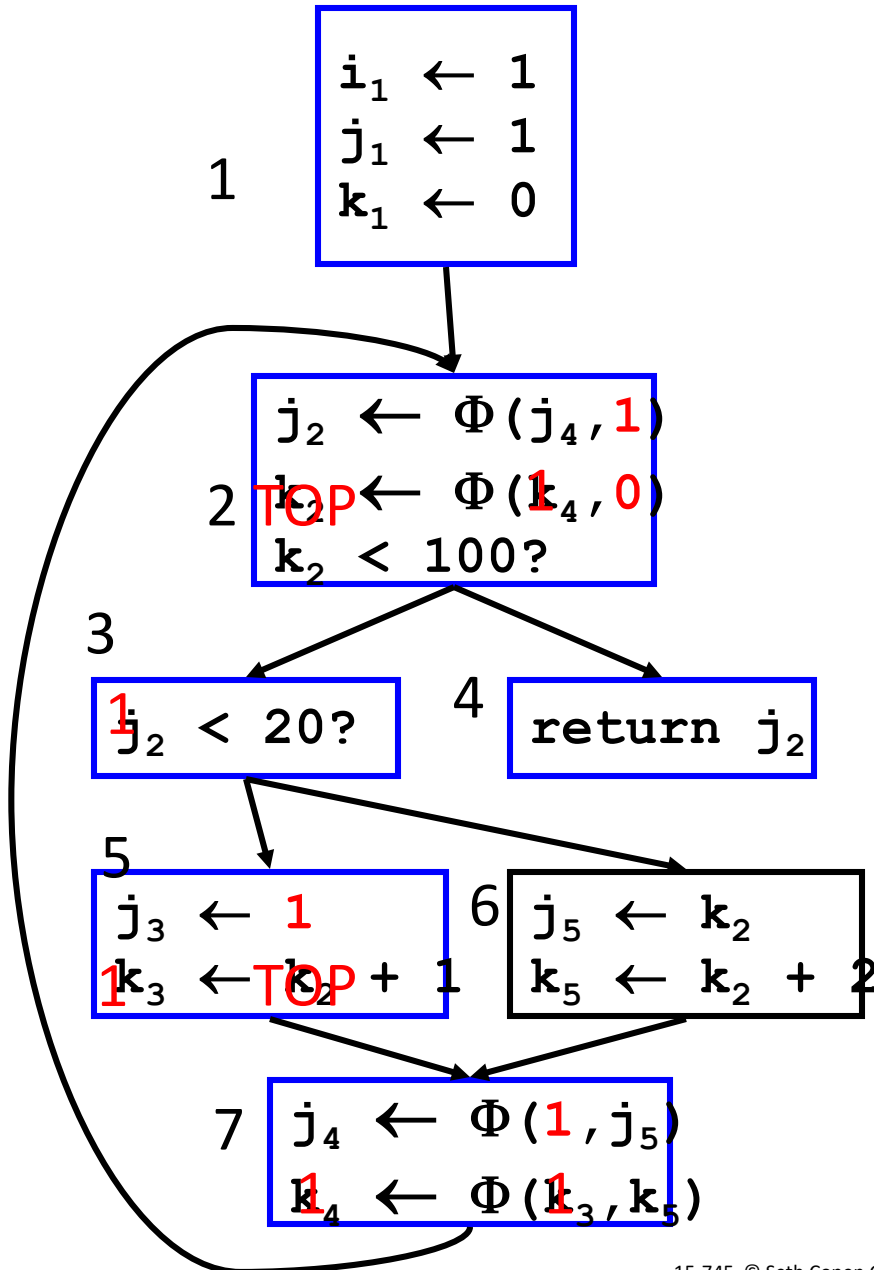 i₁ ← 1
j₁ ← 1
1
k₁ ← 0
j₂ ← Φ(j₄,1)
2
TOP
k₂ ← Φ(k₄,0)
1
k₂ < 100?
3
1
j₂ < 20?
4
return j₂
5
j₃ ← 1
1
k₃ ← k₂ + 1
TOP
6
j₅ ← k₂
k₅ ← k₂ + 2
7
j₄ ← Φ(1,j₅)
1
k₄ ← Φ(k₃,k₅)
1